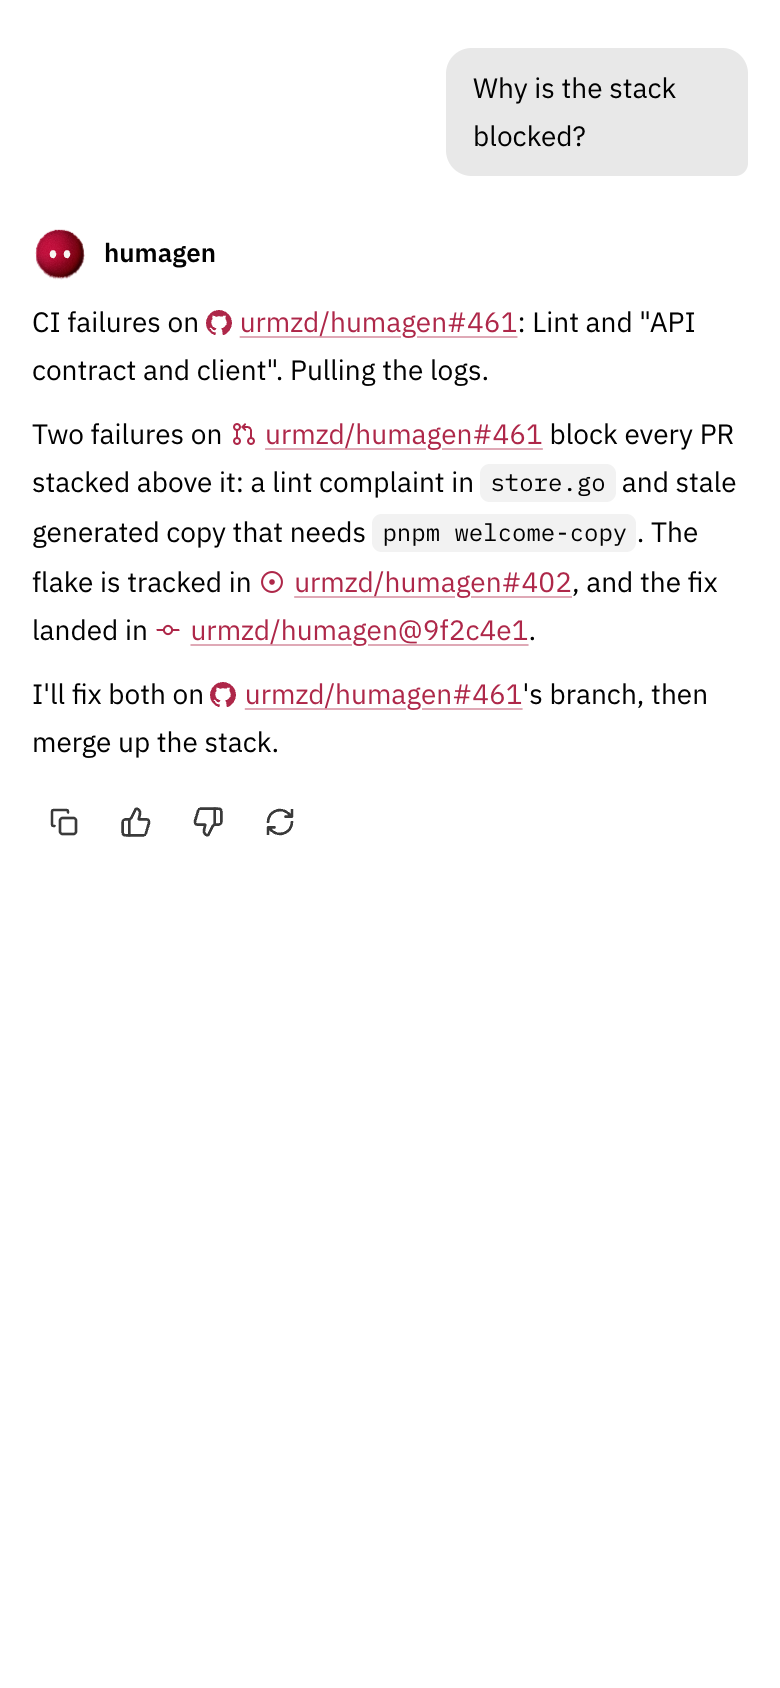 Why is the stack
blocked?
humagen
CI failures on urmzd/humagen#461: Lint and "API
contract and client". Pulling the logs.
Two failures on urmzd/humagen#461 block every PR
stacked above it: a lint complaint in store.go and stale
generated copy that needs pnpm welcome-copy. The
flake is tracked in urmzd/humagen#402, and the fix
landed in urmzd/humagen@9f2c4e1.
I'll fix both on urmzd/humagen#461's branch, then
merge up the stack.